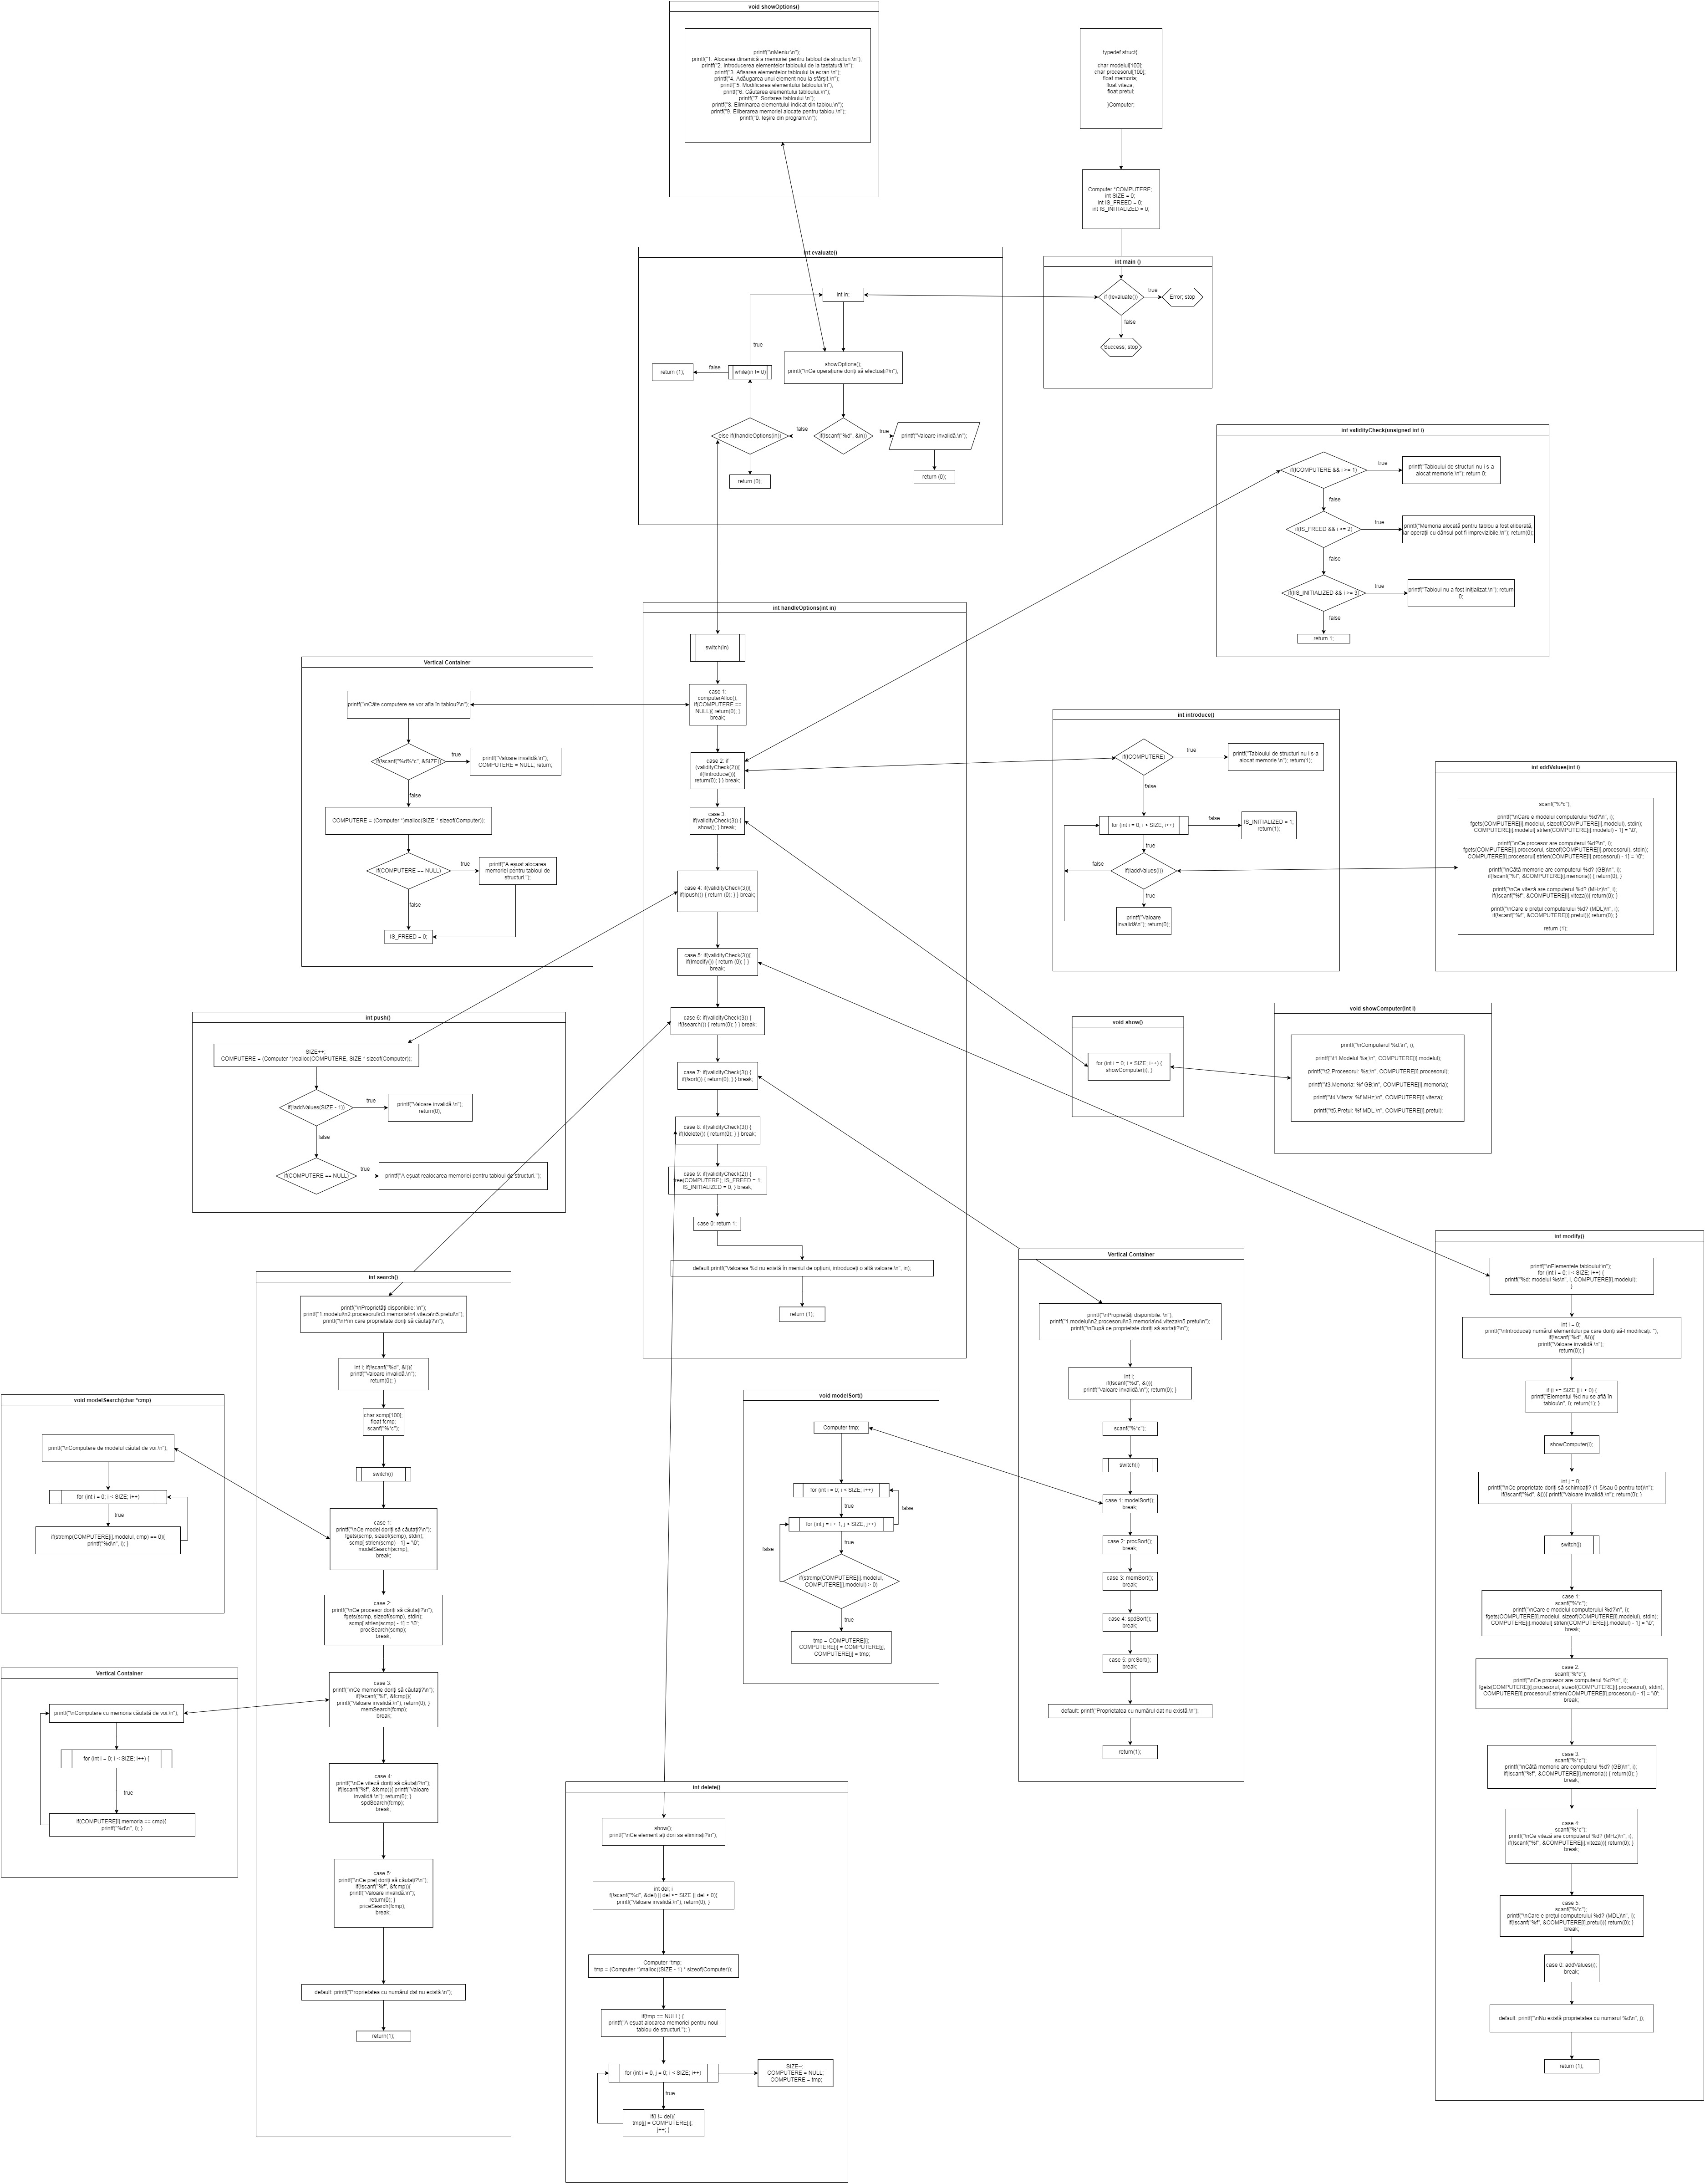 void showOptions()
printf("\nMeniu:\n");
printf("1. Alocarea dinamică a memoriei pentru tabloul de structuri.\n");
printf("2. Introducerea elementelor tabloului de la tastatură.\n");
printf("3. Afișarea elementelor tabloului la ecran.\n");
printf("4. Adăugarea unui element nou la sfârșit.\n");
printf("5. Modificarea elementului tabloului.\n");
printf("6. Căutarea elementului tabloului.\n");
printf("7. Sortarea tabloului.\n");
printf("8. Eliminarea elementului indicat din tablou.\n");
printf("9. Eliberarea memoriei alocate pentru tablou.\n");
printf("0. Ieșire din program.\n");
typedef struct{
char modelul[100];
char procesorul[100];
float memoria;
float viteza;
float pretul;
}Computer;
Computer *COMPUTERE;
int SIZE = 0;
int IS_FREED = 0;
int IS_INITIALIZED = 0;
int main ()
if (!evaluate())
true
Error; stop
false
Success; stop
int evaluate()
int in;
true
showOptions();
printf("\nCe operațiune doriți să efectuați?\n");
return (1);
false
while(in != 0)
else if(!handleOptions(in))
false
if(!scanf("%d", &in))
true
printf("Valoare invalidă.\n");
return (0);
return (0);
int validityCheck(unsigned int i)
if(!COMPUTERE && i >= 1)
true
printf("Tabloului de structuri nu i s-a
alocat memorie.\n"); return 0;
false
if(!IS_FREED && i >= 2)
true
printf("Memoria alocată pentru tablou a fost eliberată,
iar operații cu dânsul pot fi imprevizibile.\n"); return(0);
false
if(!IS_INITIALIZED && i >= 3)
true
printf("Tabloul nu a fost inițializat.\n"); return
0;
false
return 1;
int handleOptions(int in)
switch(in)
case 1:
computerAlloc();
if(COMPUTERE ==
NULL){ return(0); }
break;
case 2: if
(validityCheck(2)){
if(!introduce()){
return(0); } } break;
case 3:
if(validityCheck(3)) {
show(); } break;
case 4: if(validityCheck(3)){
if(!push()) { return (0); } } break;
case 5: if(validityCheck(3)){
if(!modify()) { return (0); } }
break;
case 6: if(validityCheck(3)) {
if(!search()) { return(0); } } break;
case 7: if(validityCheck(3)) {
if(!sort()) { return(0); } } break;
case 8: if(validityCheck(3)) {
if(!delete()) { return(0); } } break;
case 9: if(validityCheck(2)) {
free(COMPUTERE); IS_FREED = 1;
IS_INITIALIZED = 0; } break;
case 0: return 1;
default:printf("Valoarea %d nu există în meniul de opțiuni, introduceți o altă valoare.\n", in);
return (1);
Vertical Container
printf("\nCâte computere se vor afla în tablou?\n");
if(!scanf("%d%*c", &SIZE))
true
printf("Valoare invalidă.\n");
COMPUTERE = NULL; return;
false
COMPUTERE = (Computer *)malloc(SIZE * sizeof(Computer));
if(COMPUTERE == NULL)
true
printf("A eșuat alocarea
memoriei pentru tabloul de
structuri.");
false
IS_FREED = 0;
int introduce()
if(!COMPUTERE)
true
printf("Tabloului de structuri nu i s-a
alocat memorie.\n"); return(1);
false
for (int i = 0; i < SIZE; i++)
false
IS_INITIALIZED = 1;
return(1);
true
false
if(!addValues(i))
true
printf("Valoare
invalidă\n"); return(0);
int addValues(int i)
scanf("%*c");
printf("\nCare e modelul computerului %d?\n", i);
fgets(COMPUTERE[i].modelul, sizeof(COMPUTERE[i].modelul), stdin);
COMPUTERE[i].modelul[ strlen(COMPUTERE[i].modelul) - 1] = '\0';
printf("\nCe procesor are computerul %d?\n", i);
fgets(COMPUTERE[i].procesorul, sizeof(COMPUTERE[i].procesorul), stdin);
COMPUTERE[i].procesorul[ strlen(COMPUTERE[i].procesorul) - 1] = '\0';
printf("\nCâtă memorie are computerul %d? (GB)\n", i);
if(!scanf("%f", &COMPUTERE[i].memoria)) { return(0); }
printf("\nCe viteză are computerul %d? (MHz)\n", i);
if(!scanf("%f", &COMPUTERE[i].viteza)){ return(0); }
printf("\nCare e prețul computerului %d? (MDL)\n", i);
if(!scanf("%f", &COMPUTERE[i].pretul)){ return(0); }
return (1);
int push()
SIZE++;
COMPUTERE = (Computer *)realloc(COMPUTERE, SIZE * sizeof(Computer));
if(!addValues(SIZE - 1))
true
printf("Valoare invalidă.\n");
return(0);
false
if(COMPUTERE == NULL)
true
printf("A eșuat realocarea memoriei pentru tabloul de structuri.");
void show()
for (int i = 0; i < SIZE; i++) {
showComputer(i); }
void showComputer(int i)
printf("\nComputerul %d:\n", i);
printf("\t1.Modelul %s;\n", COMPUTERE[i].modelul);
printf("\t2.Procesorul: %s;\n", COMPUTERE[i].procesorul);
printf("\t3.Memoria: %f GB;\n", COMPUTERE[i].memoria);
printf("\t4.Viteza: %f MHz;\n", COMPUTERE[i].viteza);
printf("\t5.Prețul: %f MDL.\n", COMPUTERE[i].pretul);
int search()
printf("\nProprietăți disponibile: \n");
printf("1.modelul\n2.procesorul\n3.memoria\n4.viteza\n5.pretul\n");
printf("\nPrin care proprietate doriți să căutați?\n");
int i; if(!scanf("%d", &i)){
printf("Valoare invalidă.\n");
return(0); }
char scmp[100];
float fcmp;
scanf("%*c");
switch(i)
case 1:
printf("\nCe model doriți să căutați?\n");
fgets(scmp, sizeof(scmp), stdin);
scmp[ strlen(scmp) - 1] = '\0';
modelSearch(scmp);
break;
case 2:
printf("\nCe procesor doriți să căutați?\n");
fgets(scmp, sizeof(scmp), stdin);
scmp[ strlen(scmp) - 1] = '\0';
procSearch(scmp);
break;
case 3:
printf("\nCe memorie doriți să căutați?\n");
if(!scanf("%f", &fcmp)){
printf("Valoare invalidă.\n"); return(0); }
memSearch(fcmp);
break;
case 4:
printf("\nCe viteză doriți să căutați?\n");
if(!scanf("%f", &fcmp)){ printf("Valoare
invalidă.\n"); return(0); }
spdSearch(fcmp);
break;
case 5:
printf("\nCe preț doriți să căutați?\n");
if(!scanf("%f", &fcmp)){
printf("Valoare invalidă.\n");
return(0); }
priceSearch(fcmp);
break;
default: printf("Proprietatea cu numărul dat nu există.\n");
return(1);
void modelSearch(char *cmp)
printf("\nComputere de modelul căutat de voi:\n");
for (int i = 0; i < SIZE; i++)
true
if(strcmp(COMPUTERE[i].modelul, cmp) == 0){
printf("%d\n", i); }
Vertical Container
printf("\nComputere cu memoria căutată de voi:\n");
for (int i = 0; i < SIZE; i++) {
true
if(COMPUTERE[i].memoria == cmp){
printf("%d\n", i); }
void modelSort()
Computer tmp;
for (int i = 0; i < SIZE; i++)
true
false
for (int j = i + 1; j < SIZE; j++)
false
true
if(strcmp(COMPUTERE[i].modelul,
COMPUTERE[j].modelul) > 0)
true
tmp = COMPUTERE[i];
COMPUTERE[i] = COMPUTERE[j];
COMPUTERE[j] = tmp;
Vertical Container
printf("\nProprietăți disponibile: \n");
printf("1.modelul\n2.procesorul\n3.memoria\n4.viteza\n5.pretul\n");
printf("\nDupă ce proprietate doriți să sortați?\n");
int i;
if(!scanf("%d", &i)){
printf("Valoare invalidă.\n"); return(0); }
scanf("%*c");
switch(i)
case 1: modelSort();
break;
case 2: procSort();
break;
case 3: memSort();
break;
case 4: spdSort();
break;
case 5: prcSort();
break;
default: printf("Proprietatea cu numărul dat nu există.\n");
return(1);
int delete()
show();
printf("\nCe element ați dori sa eliminați?\n");
int del, i
if(!scanf("%d", &del) || del >= SIZE || del < 0){
printf("Valoare invalidă.\n"); return(0); }
Computer *tmp;
tmp = (Computer *)malloc((SIZE - 1) * sizeof(Computer));
if(tmp == NULL) {
printf("A eșuat alocarea memoriei pentru noul
tablou de structuri."); }
for (int i = 0, j = 0; i < SIZE; i++)
true
if(i != del){
tmp[j] = COMPUTERE[i];
j++; }
SIZE--;
COMPUTERE = NULL;
COMPUTERE = tmp;
int modify()
printf("\nElementele tabloului:\n");
for (int i = 0; i < SIZE; i++) {
printf("%d: modelul %s\n", i, COMPUTERE[i].modelul);
}
int i = 0;
printf("\nIntroduceți numărul elementului pe care doriți să-l modificați: ");
if(!scanf("%d", &i)){
printf("Valoare invalidă.\n");
return(0); }
if (i >= SIZE || i < 0) {
printf("Elementul %d nu se află în
tablou\n", i); return(1); }
showComputer(i);
int j = 0;
printf("\nCe proprietate doriți să schimbați? (1-5/sau 0 pentru tot)\n");
if(!scanf("%d", &j)){ printf("Valoare invalidă.\n"); return(0); }
switch(j)
case 1:
scanf("%*c");
printf("\nCare e modelul computerului %d?\n", i);
fgets(COMPUTERE[i].modelul, sizeof(COMPUTERE[i].modelul), stdin);
COMPUTERE[i].modelul[ strlen(COMPUTERE[i].modelul) - 1] = '\0';
break;
case 2:
scanf("%*c");
printf("\nCe procesor are computerul %d?\n", i);
fgets(COMPUTERE[i].procesorul, sizeof(COMPUTERE[i].procesorul), stdin);
COMPUTERE[i].procesorul[ strlen(COMPUTERE[i].procesorul) - 1] = '\0';
break;
case 3:
scanf("%*c");
printf("\nCâtă memorie are computerul %d? (GB)\n", i);
if(!scanf("%f", &COMPUTERE[i].memoria)) { return(0); }
break;
case 4:
scanf("%*c");
printf("\nCe viteză are computerul %d? (MHz)\n", i);
if(!scanf("%f", &COMPUTERE[i].viteza)){ return(0); }
break;
case 5:
scanf("%*c");
printf("\nCare e prețul computerului %d? (MDL)\n", i);
if(!scanf("%f", &COMPUTERE[i].pretul)){ return(0); }
break;
case 0: addValues(i);
break;
default: printf("\nNu există proprietatea cu numarul %d\n", j);
return (1);